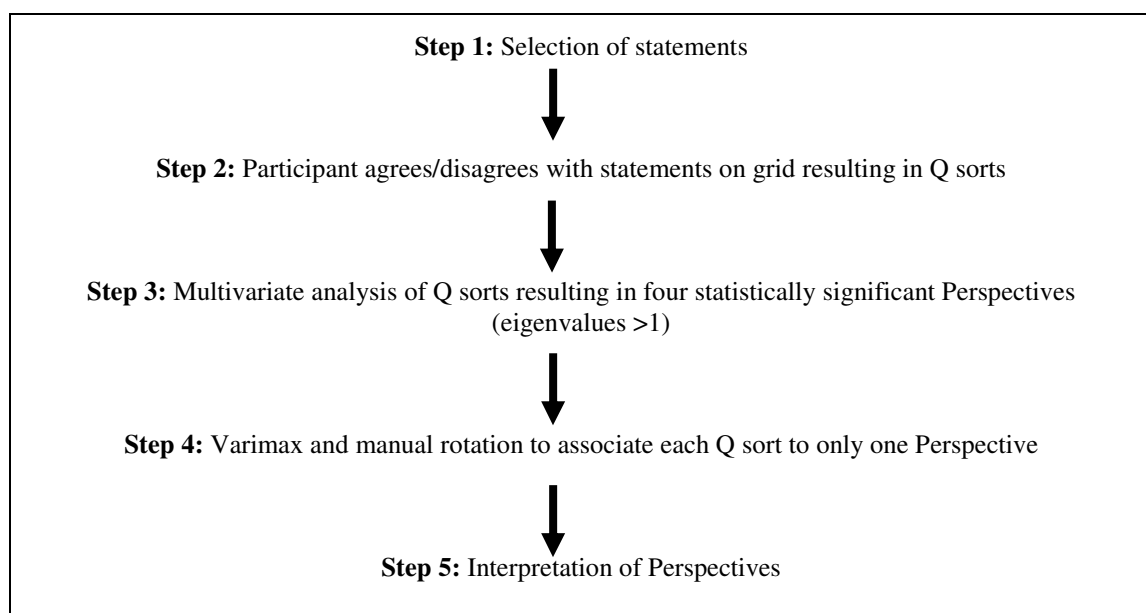 Step 1: Selection of statements
Step 2: Participant agrees/disagrees with statements on grid resulting in Q sorts
Step 3: Multivariate analysis of Q sorts resulting in four statistically significant Perspectives
(eigenvalues >1)
Step 4: Varimax and manual rotation to associate each Q sort to only one Perspective
Step 5: Interpretation of Perspectives